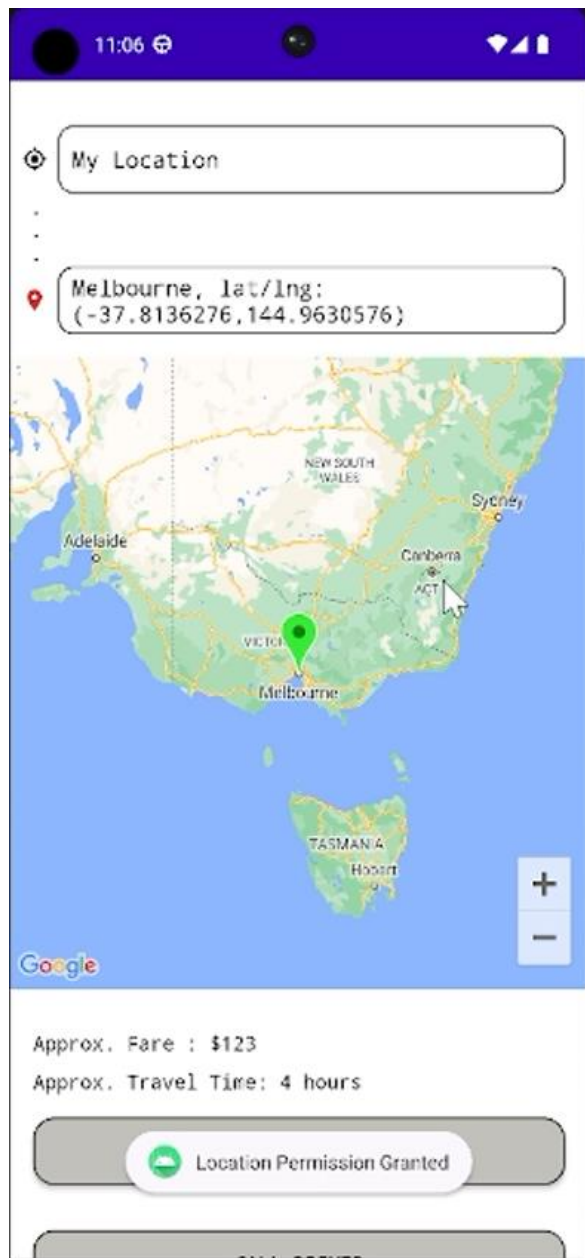 11:06
My Location
Melbourne, lat/lng:
(-37.8136276,144.9630576)
NEW SOUTH
WALES
Sydney
Adelaide
Canberra
ACT
Melbourne
TASMANIA
Hobart
+
−
Google
Approx. Fare : $123
Approx. Travel Time: 4 hours
Location Permission Granted